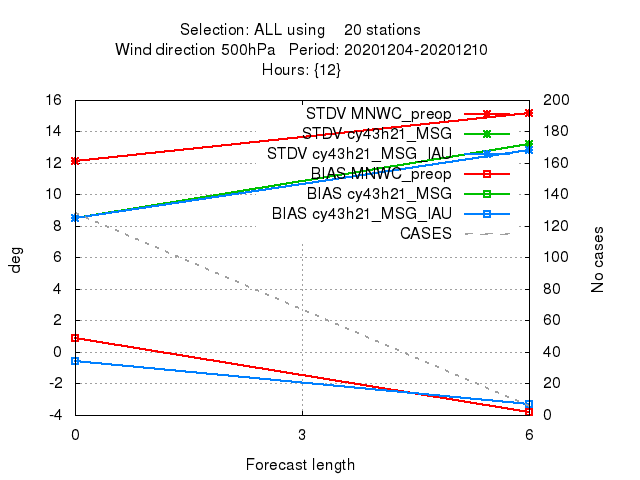 Selection: ALL using 20 stations
Wind direction 500hPa Period: 20201204-20201210
Hours: {12}
16 200
STDV MNWC_preop
14 180
STDV cy43h21_MSG
12 160
STDV cy43h21_MSG_IAU
BIAS MNWC_preop
10 140
BIAS cy43h21_MSG
BIAS cy43h21_MSG_IAU
8 120
CASES
6 100
deg
No cases
4 80
2 60
0 40
-2 20
-4 0
0 3 6
Forecast length